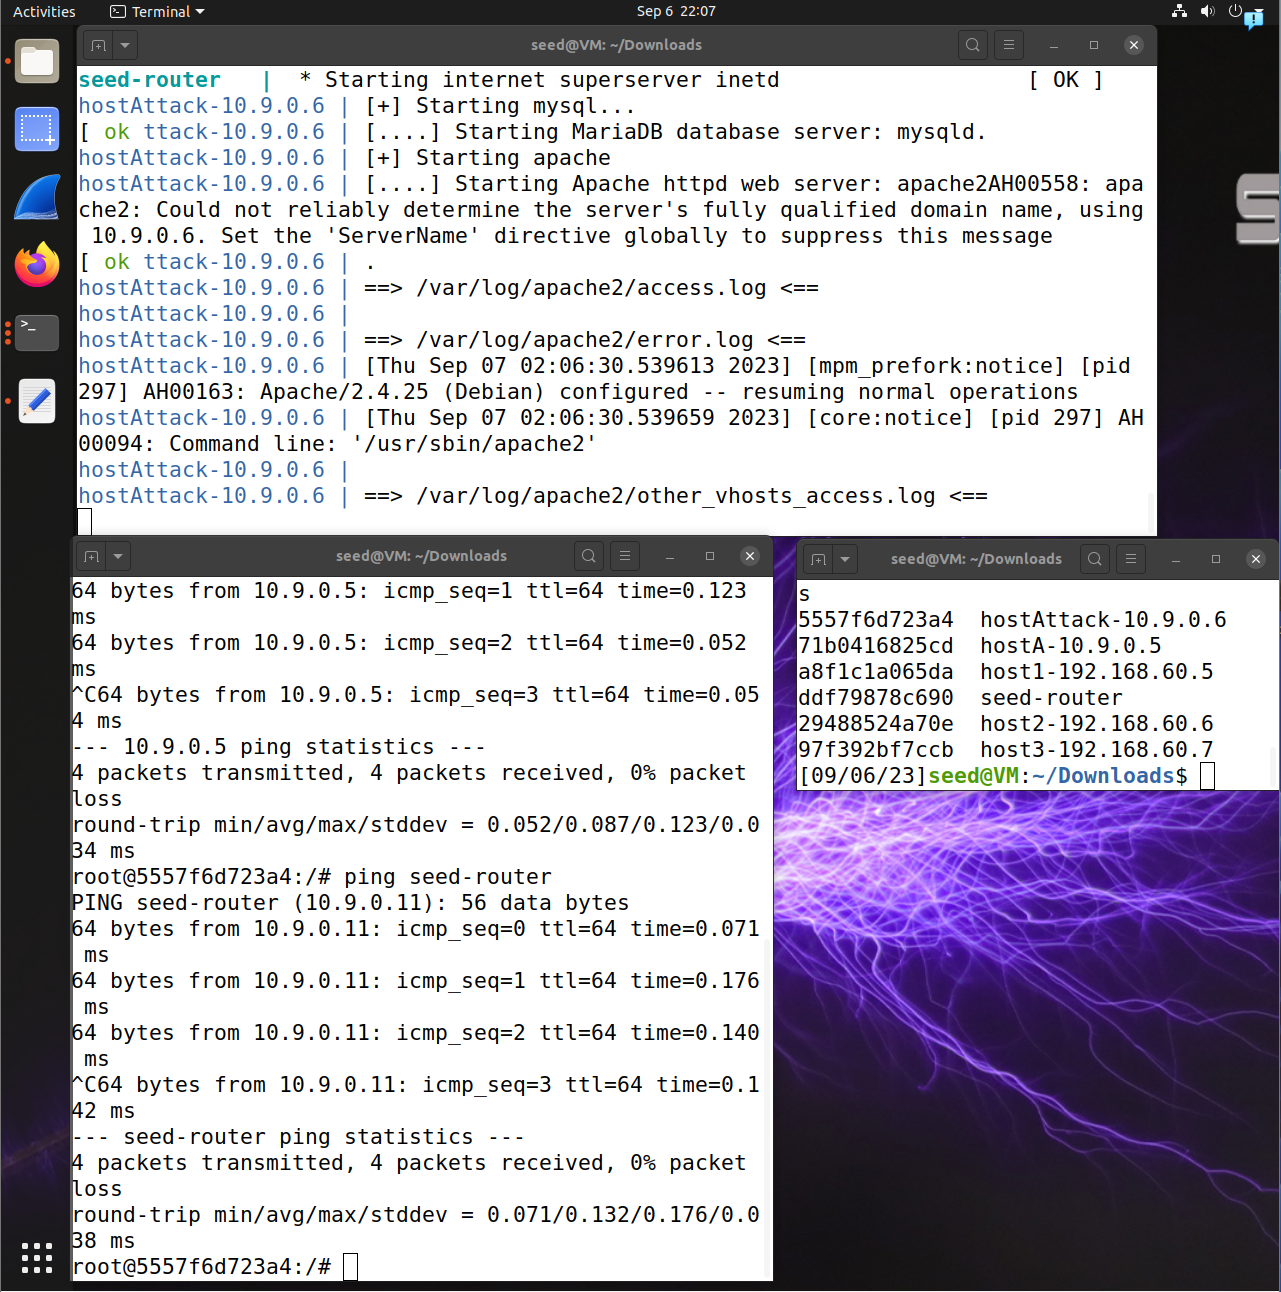 Activities Terminal Sep 6 22:07
seed@VM: ~/Downloads
seed-router | * Starting internet superserver inetd [ OK ]
hostAttack-10.9.0.6 | [+] Starting mysql...
[ ok ttack-10.9.0.6 | [....] Starting MariaDB database server: mysqld.
hostAttack-10.9.0.6 | [+] Starting apache
hostAttack-10.9.0.6 | [....] Starting Apache httpd web server: apache2AH00558: apa
che2: Could not reliably determine the server's fully qualified domain name, using
10.9.0.6. Set the 'ServerName' directive globally to suppress this message
[ ok ttack-10.9.0.6 | .
hostAttack-10.9.0.6 | ==> /var/log/apache2/access.log <==
hostAttack-10.9.0.6 |
hostAttack-10.9.0.6 | ==> /var/log/apache2/error.log <==
hostAttack-10.9.0.6 | [Thu Sep 07 02:06:30.539613 2023] [mpm_prefork:notice] [pid
297] AH00163: Apache/2.4.25 (Debian) configured -- resuming normal operations
hostAttack-10.9.0.6 | [Thu Sep 07 02:06:30.539659 2023] [core:notice] [pid 297] AH
00094: Command line: '/usr/sbin/apache2'
hostAttack-10.9.0.6 |
hostAttack-10.9.0.6 | ==> /var/log/apache2/other_vhosts_access.log <==
S
seed@VM: ~/Downloads
64 bytes from 10.9.0.5: icmp_seq=1 ttl=64 time=0.123
ms
64 bytes from 10.9.0.5: icmp_seq=2 ttl=64 time=0.052
ms
^C64 bytes from 10.9.0.5: icmp_seq=3 ttl=64 time=0.05
4 ms
--- 10.9.0.5 ping statistics ---
4 packets transmitted, 4 packets received, 0% packet
loss
round-trip min/avg/max/stddev = 0.052/0.087/0.123/0.0
34 ms
root@5557f6d723a4:/# ping seed-router
PING seed-router (10.9.0.11): 56 data bytes
64 bytes from 10.9.0.11: icmp_seq=0 ttl=64 time=0.071
ms
64 bytes from 10.9.0.11: icmp_seq=1 ttl=64 time=0.176
ms
64 bytes from 10.9.0.11: icmp_seq=2 ttl=64 time=0.140
ms
^C64 bytes from 10.9.0.11: icmp_seq=3 ttl=64 time=0.1
42 ms
--- seed-router ping statistics ---
4 packets transmitted, 4 packets received, 0% packet
loss
round-trip min/avg/max/stddev = 0.071/0.132/0.176/0.0
38 ms
root@5557f6d723a4:/#
seed@VM: ~/Downloads
s
5557f6d723a4 hostAttack-10.9.0.6
71b0416825cd hostA-10.9.0.5
a8f1c1a065da host1-192.168.60.5
ddf79878c690 seed-router
29488524a70e host2-192.168.60.6
97f392bf7ccb host3-192.168.60.7
[09/06/23]seed@VM:~/Downloads$